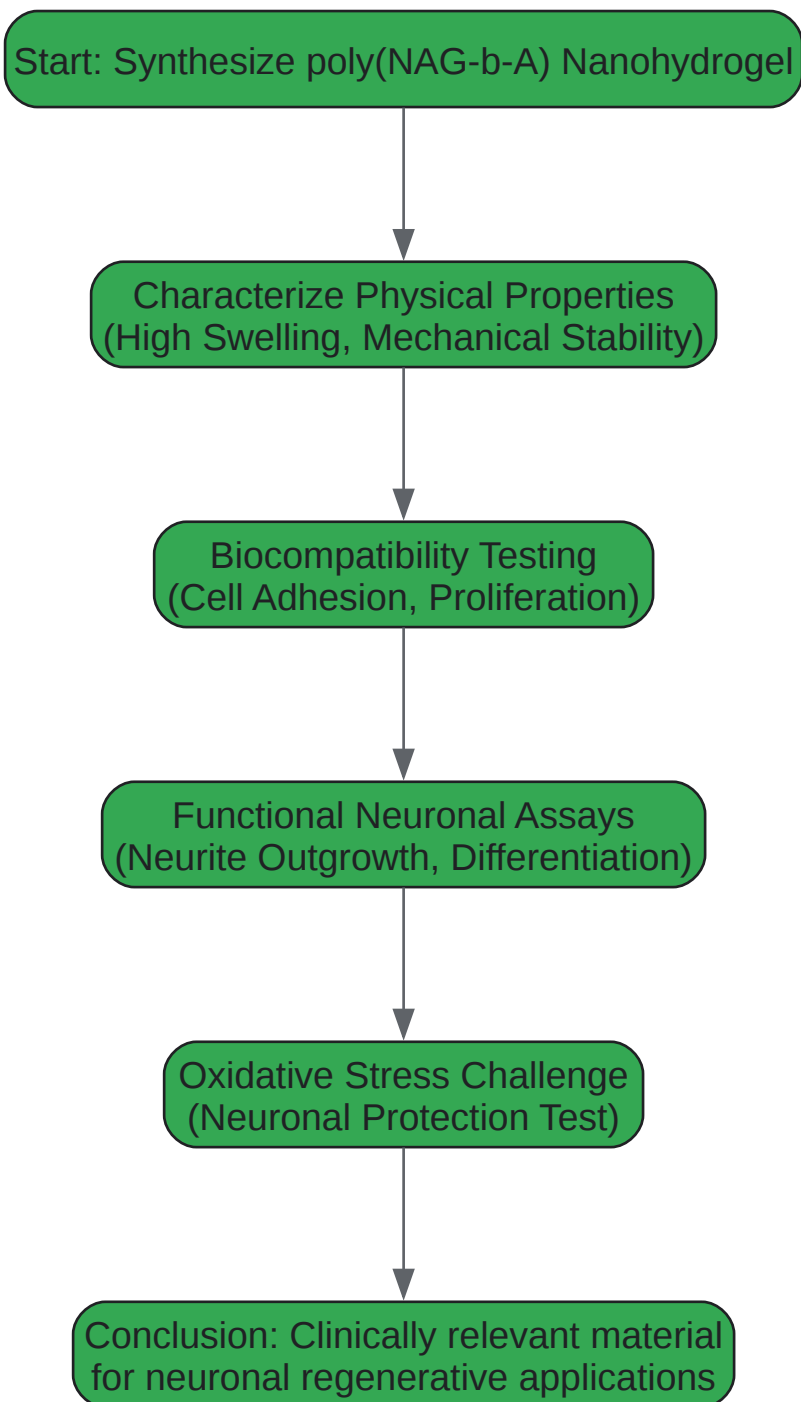 Start: Synthesize poly(NAG-b-A) Nanohydrogel
Characterize Physical Properties
(High Swelling, Mechanical Stability)
Biocompatibility Testing
(Cell Adhesion, Proliferation)
Functional Neuronal Assays
(Neurite Outgrowth, Differentiation)
Oxidative Stress Challenge
(Neuronal Protection Test)
Conclusion: Clinically relevant material
for neuronal regenerative applications